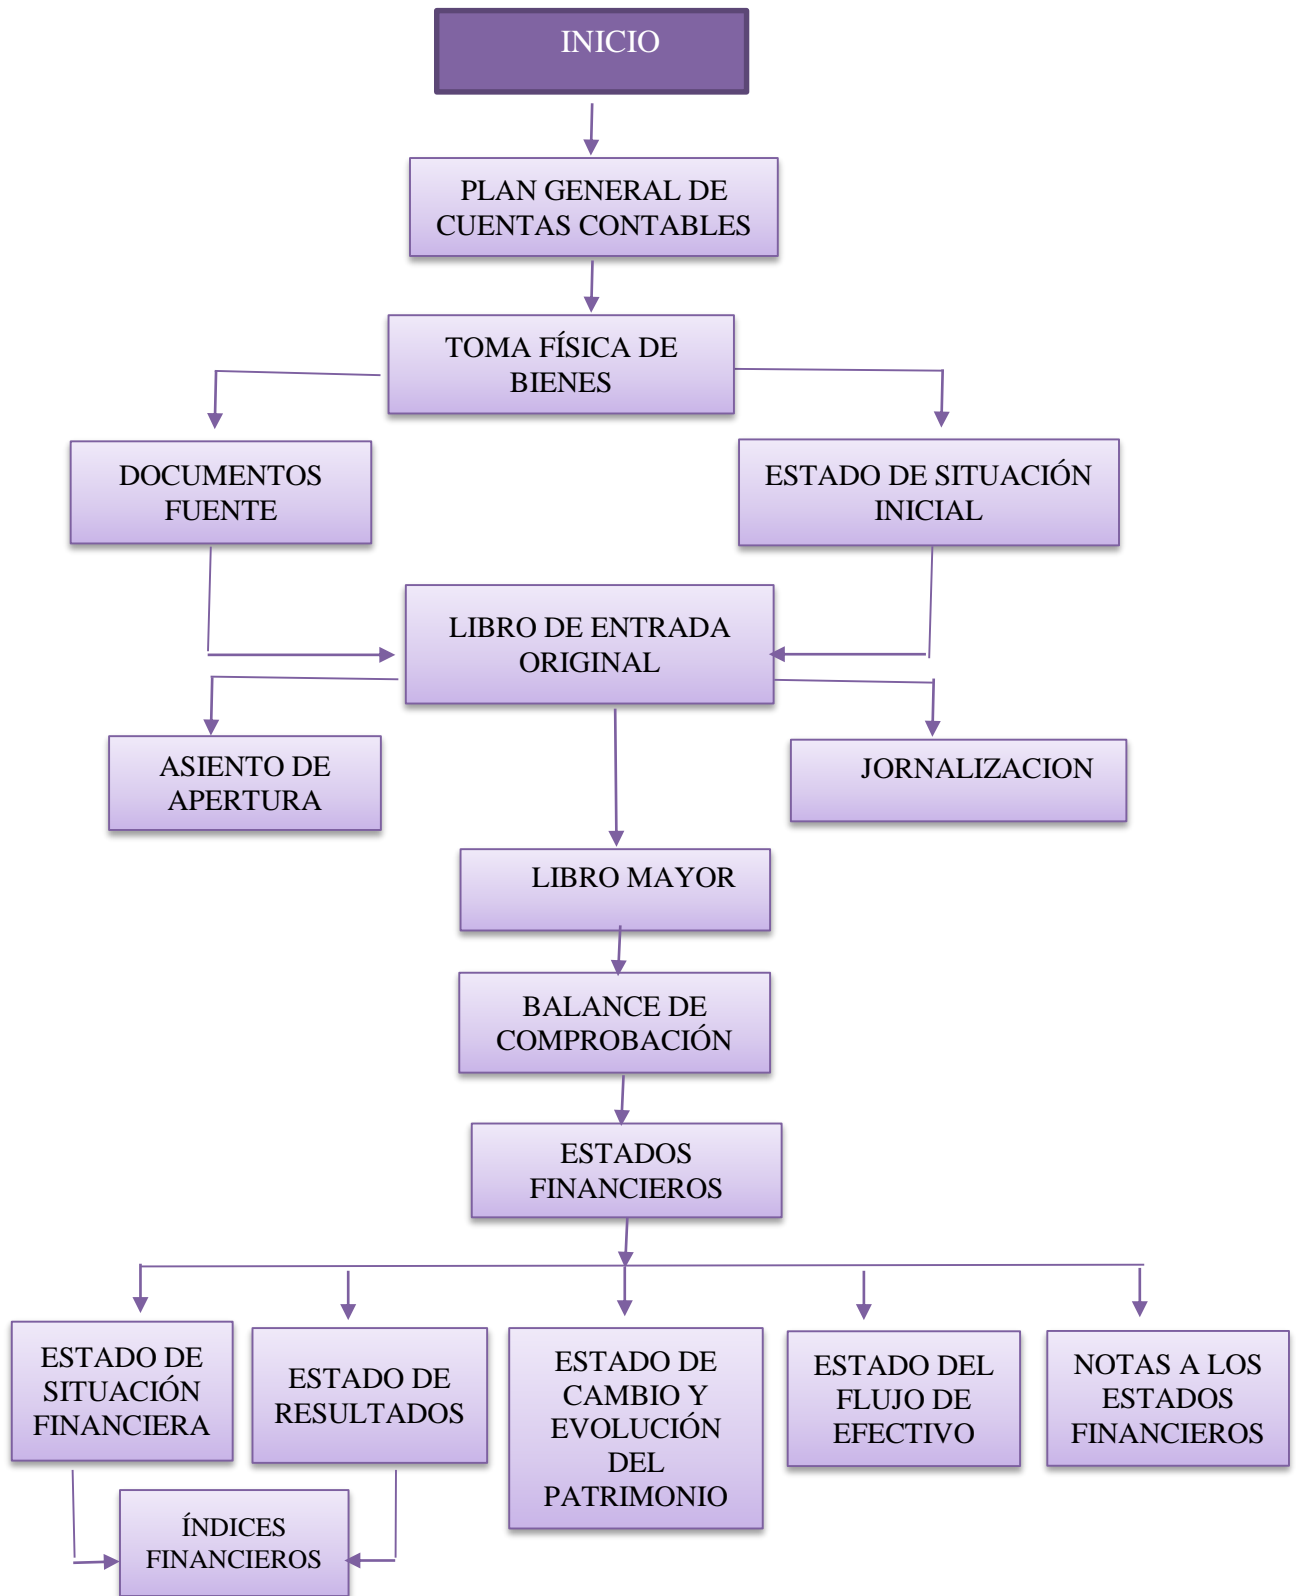 INICIO
PLAN GENERAL DE
CUENTAS CONTABLES
TOMA FÍSICA DE
BIENES
DOCUMENTOS
FUENTE
ESTADO DE SITUACIÓN
INICIAL
LIBRO DE ENTRADA
ORIGINAL
ASIENTO DE
APERTURA
JORNALIZACION
LIBRO MAYOR
BALANCE DE
COMPROBACIÓN
ESTADOS
FINANCIEROS
ESTADO DE
SITUACIÓN
FINANCIERA
ESTADO DE
RESULTADOS
ESTADO DE
CAMBIO Y
EVOLUCIÓN
DEL
PATRIMONIO
ESTADO DEL
FLUJO DE
EFECTIVO
NOTAS A LOS
ESTADOS
FINANCIEROS
ÍNDICES
FINANCIEROS